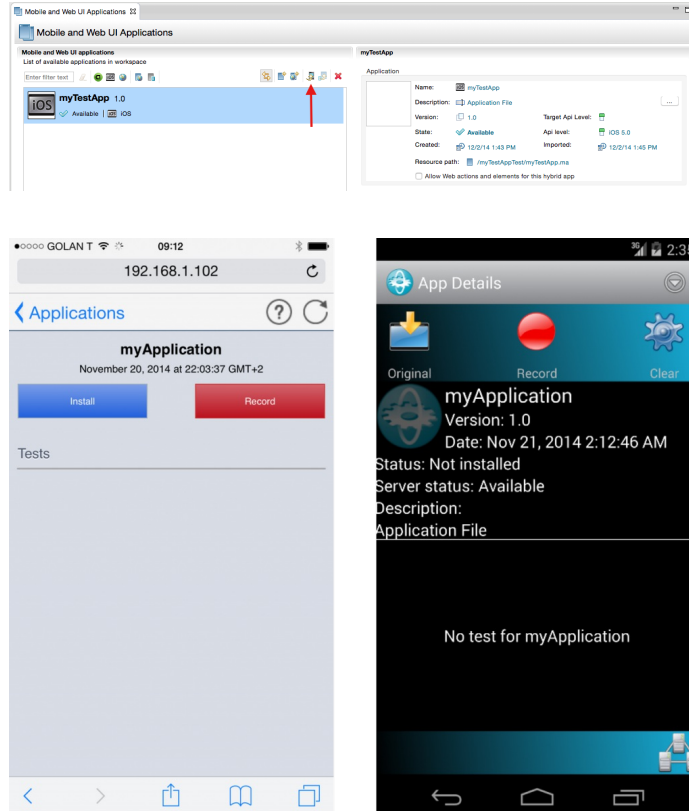 Mobile and Web UI Applications
Mobile and Web UI Applications
Mobile and Web UI applications
List of available applications in workspace
Enter filter text
iOS
myTestApp 1.0
Available | iOS
myTestApp
Application
Name: myTestApp
Description: Application File
...
Version: 1.0 Target Api Level:
State: Available Api level: iOS 5.0
Created: 12/2/14 1:43 PM Imported: 12/2/14 1:45 PM
Resource path: /myTestAppTest/myTestApp.ma
Allow Web actions and elements for this hybrid app
GOLAN T 09:12
192.168.1.102
Applications ?
myApplication
November 20, 2014 at 22:03:37 GMT+2
Install Record
Tests
3G 2:35
App Details
Original Record Clear
myApplication
Version: 1.0
Date: Nov 21, 2014 2:12:46 AM
Status: Not installed
Server status: Available
Description:
Application File
No test for myApplication